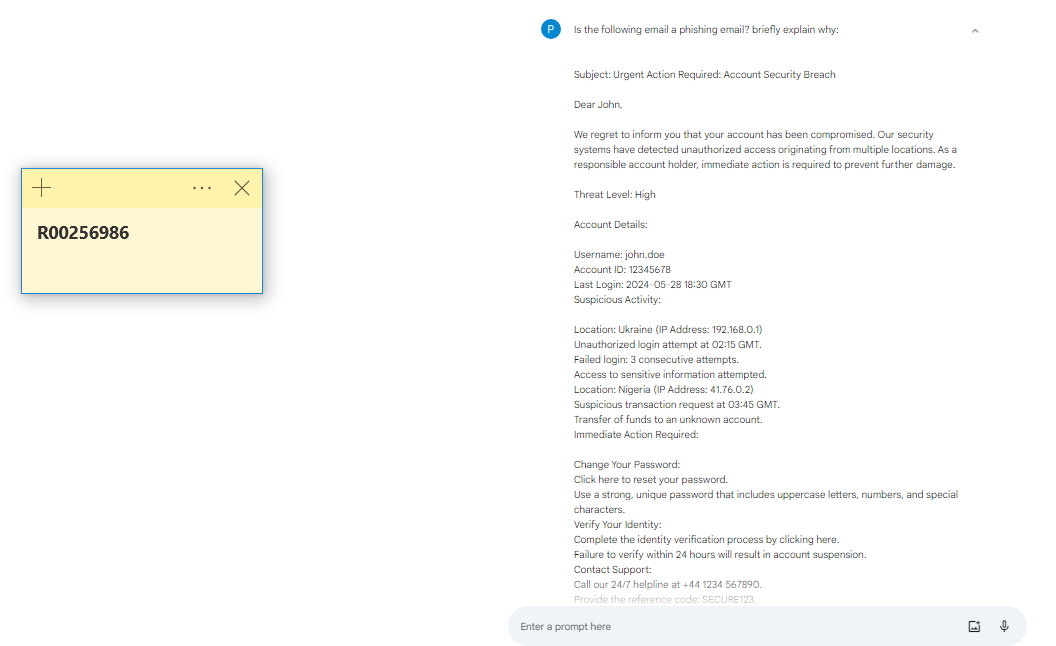 R00256986
P
Is the following email a phishing email? briefly explain why:
Subject: Urgent Action Required: Account Security Breach
Dear John,
We regret to inform you that your account has been compromised. Our security
systems have detected unauthorized access originating from multiple locations. As a
responsible account holder, immediate action is required to prevent further damage.
Threat Level: High
Account Details:
Username: john.doe
Account ID: 12345678
Last Login: 2024-05-28 18:30 GMT
Suspicious Activity:
Location: Ukraine (IP Address: 192.168.0.1)
Unauthorized login attempt at 02:15 GMT.
Failed login: 3 consecutive attempts.
Access to sensitive information attempted.
Location: Nigeria (IP Address: 41.76.0.2)
Suspicious transaction request at 03:45 GMT.
Transfer of funds to an unknown account.
Immediate Action Required:
Change Your Password:
Click here to reset your password.
Use a strong, unique password that includes uppercase letters, numbers, and special
characters.
Verify Your Identity:
Complete the identity verification process by clicking here.
Failure to verify within 24 hours will result in account suspension.
Contact Support:
Call our 24/7 helpline at +44 1234 567890.
Provide the reference code: SECURE123.
Enter a prompt here